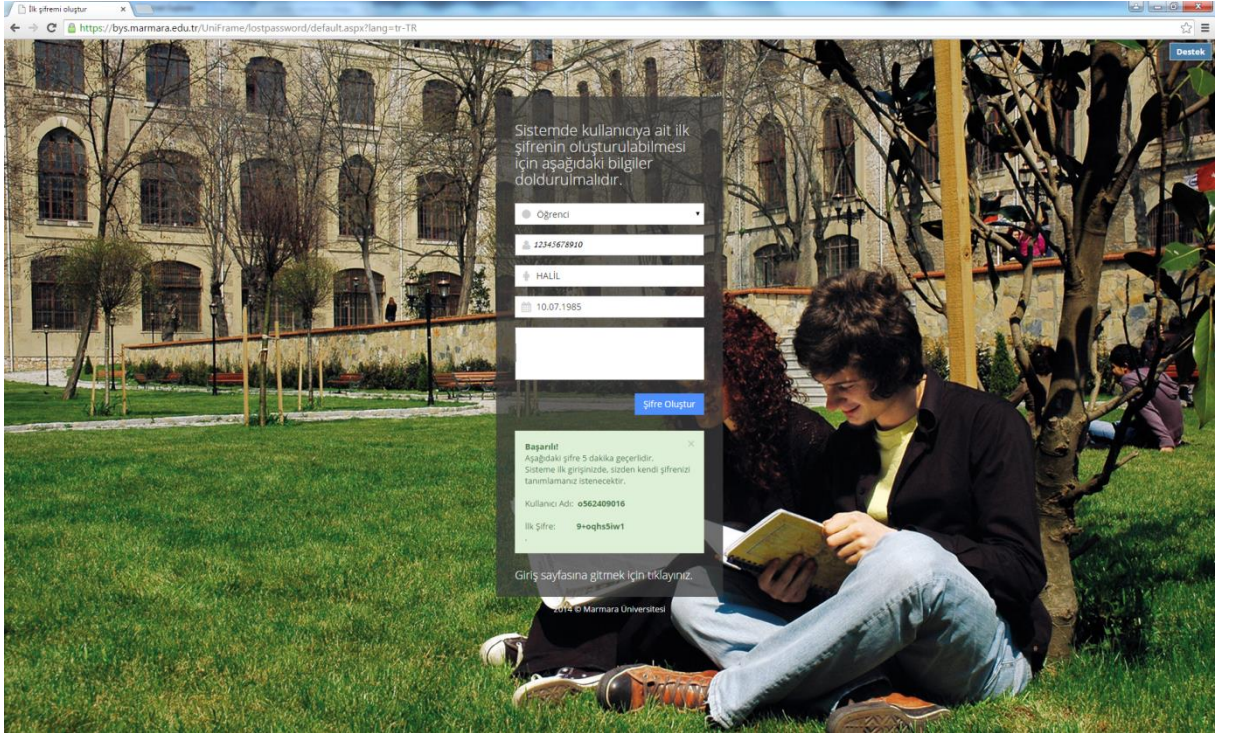 İlk şifremi oluştur
https://bys.marmara.edu.tr/UniFrame/lostpassword/default.aspx?lang=tr-TR
Destek
Sistemde kullanıcıya ait ilk
şifrenin oluşturulabilmesi
için aşağıdaki bilgiler
doldurulmalıdır.
Öğrenci
12345678910
HALİL
10.07.1985
Şifre Oluştur
Başarılı!
Aşağıdaki şifre 5 dakika geçerlidir.
Sisteme ilk girişinizde, sizden kendi şifrenizi
tanımlamanız istenecektir.
Kullanıcı Adı: o562409016
İlk Şifre: 9+oqhs5iw1
.
Giriş sayfasına gitmek için tıklayınız.
2014 © Marmara Üniversitesi